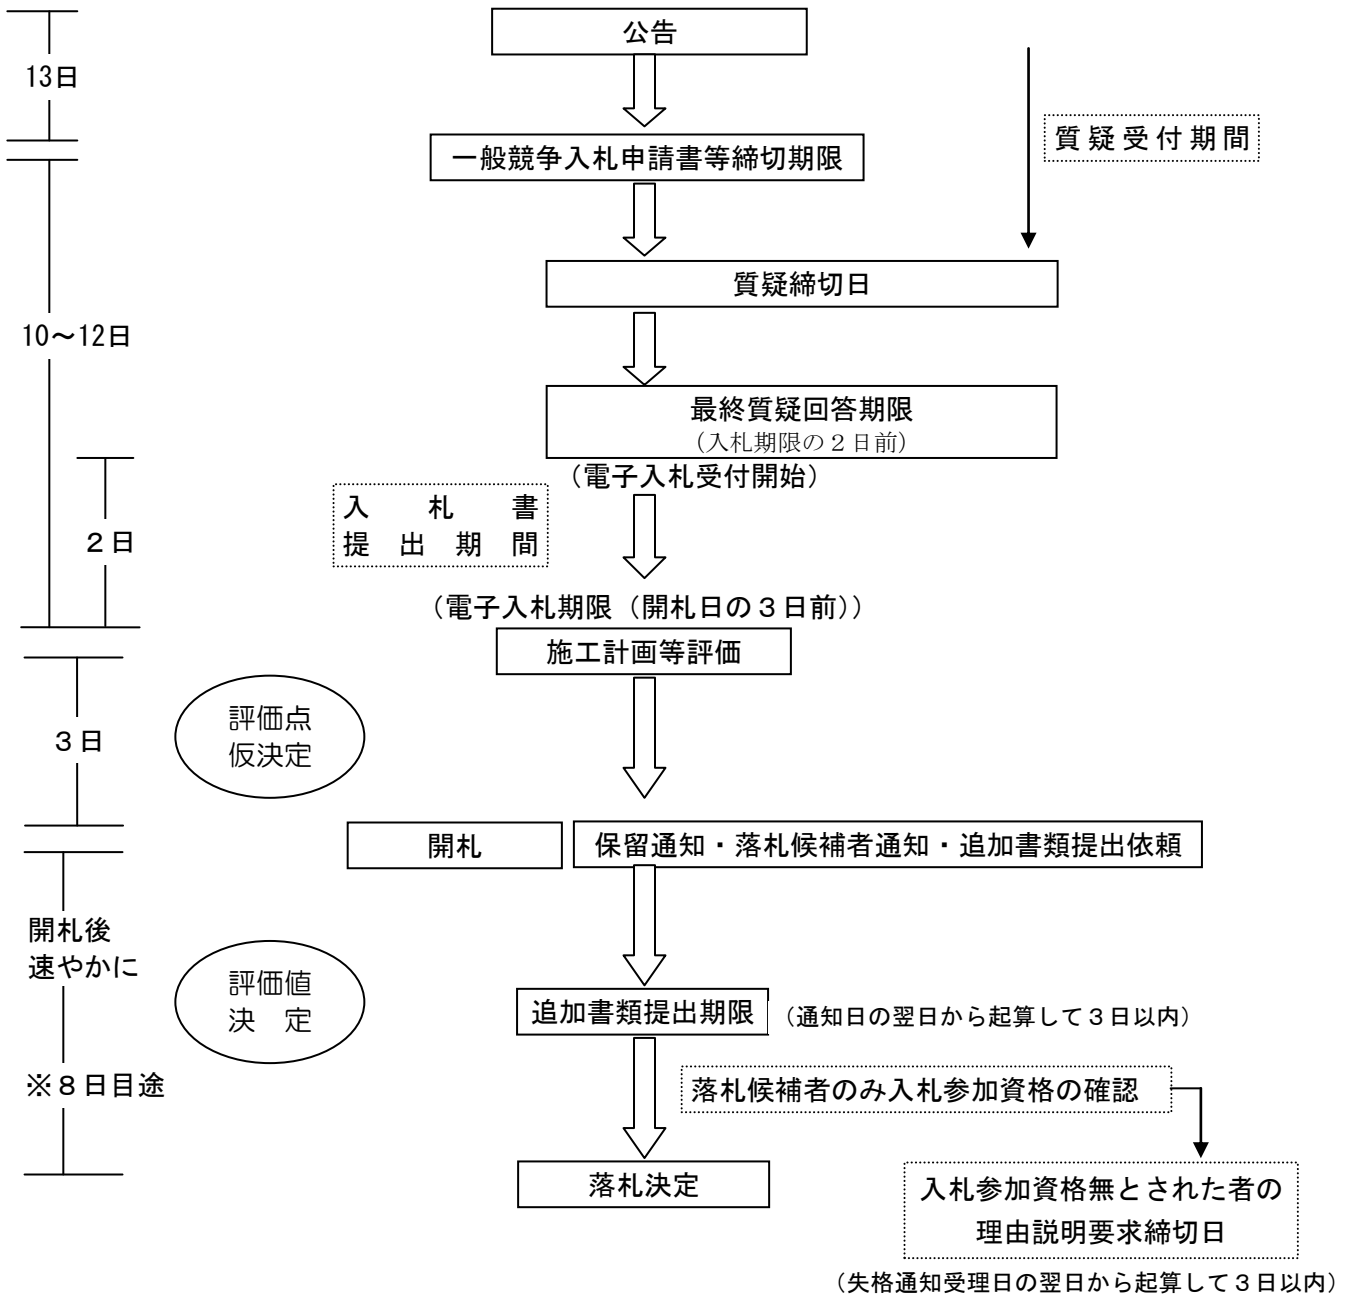 公告
13日
質疑受付期間
一般競争入札申請書等締切期限
質疑締切日
10～12日
最終質疑回答期限
（入札期限の２日前）
（電子入札受付開始）
入札書
提出期間
２日
（電子入札期限（開札日の３日前））
施工計画等評価
評価点
仮決定
３日
開札
保留通知・落札候補者通知・追加書類提出依頼
開札後
速やかに
評価値
決　定
追加書類提出期限
（通知日の翌日から起算して３日以内）
※８日目途
落札候補者のみ入札参加資格の確認
落札決定
入札参加資格無とされた者の
理由説明要求締切日
（失格通知受理日の翌日から起算して３日以内）